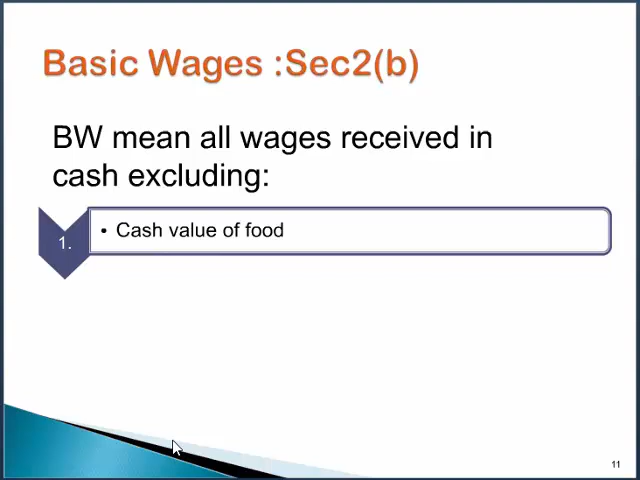 Basic Wages :Sec2(b)
BW mean all wages received in
cash excluding:
1.
• Cash value of food
11